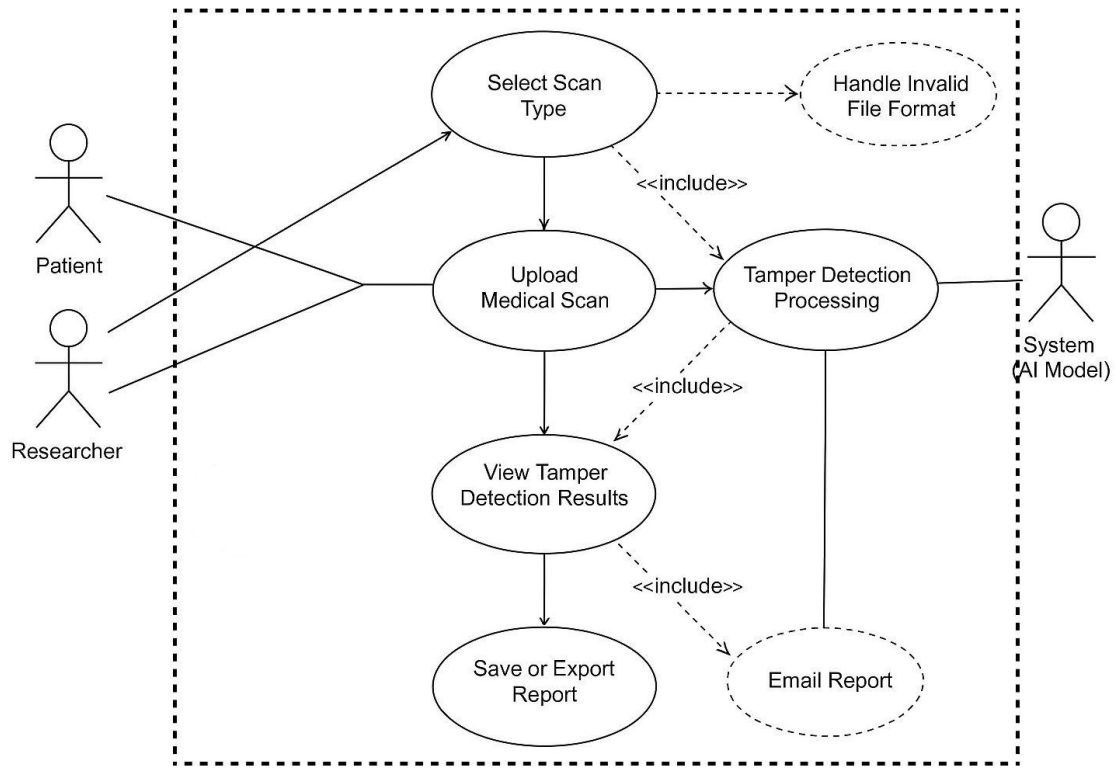 Select Scan
Type
Handle Invalid
File Format
<<include>>
Patient
Upload
Medical Scan
Tamper Detection
Processing
System
(AI Model)
<<include>>
Researcher
View Tamper
Detection Results
<<include>>
Save or Export
Report
Email Report